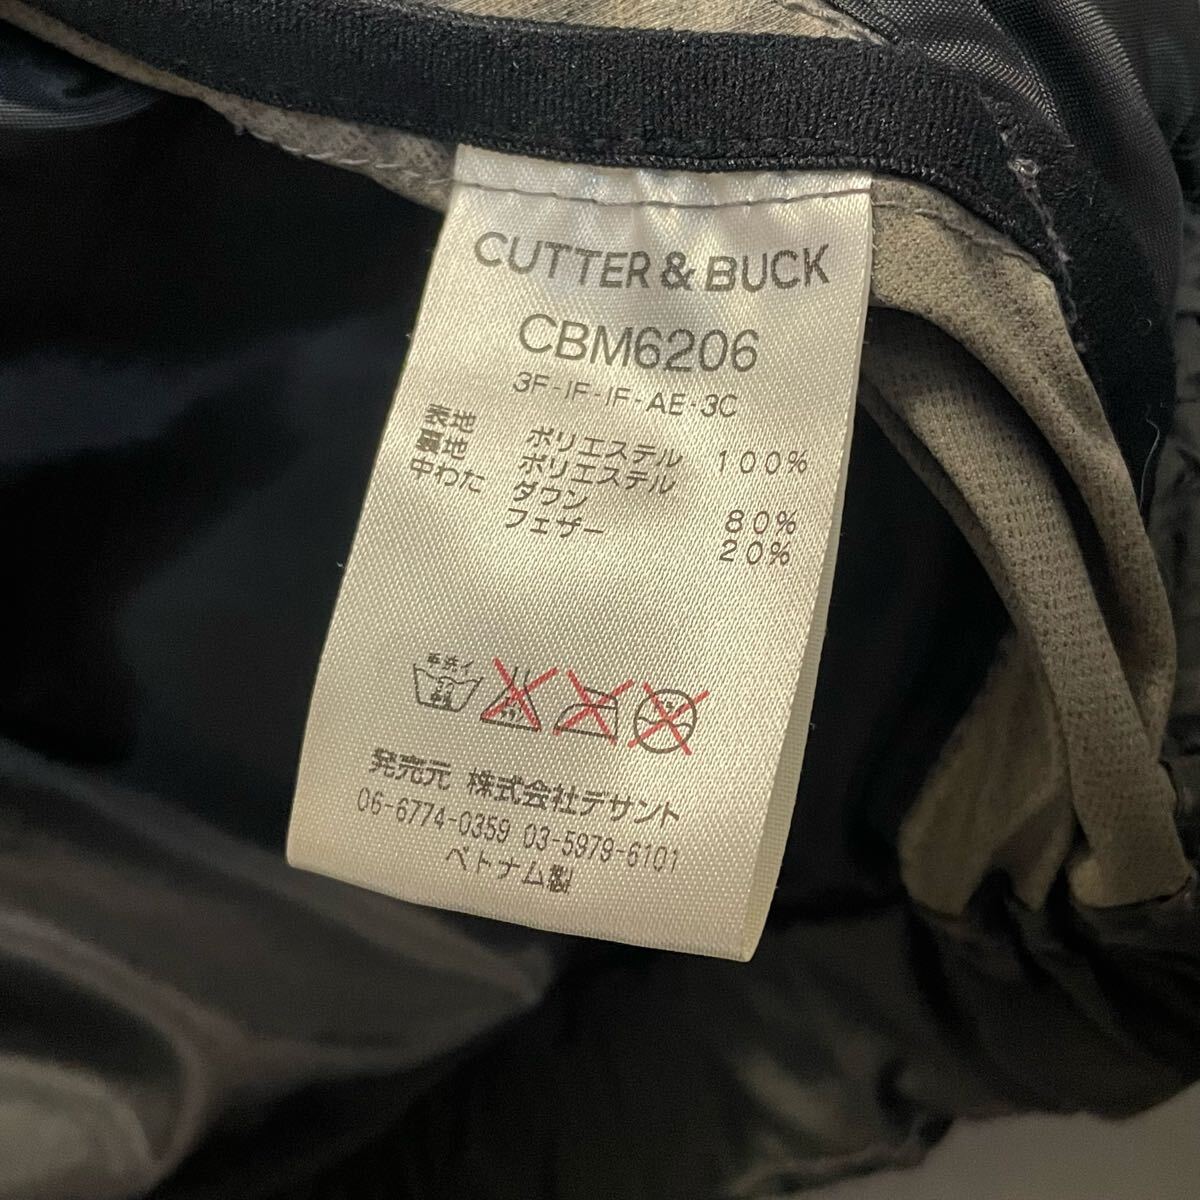 CUTTER & BUCK
CBM6206
3F-IF-IF-AE-3C
表地 ポリエステル 100%
裏地 ポリエステル
中わた ダウン 80%
フェザー 20%
手洗イ
発売元 株式会社デサント
06-6774-0359 03-5979-6101
ベトナム製